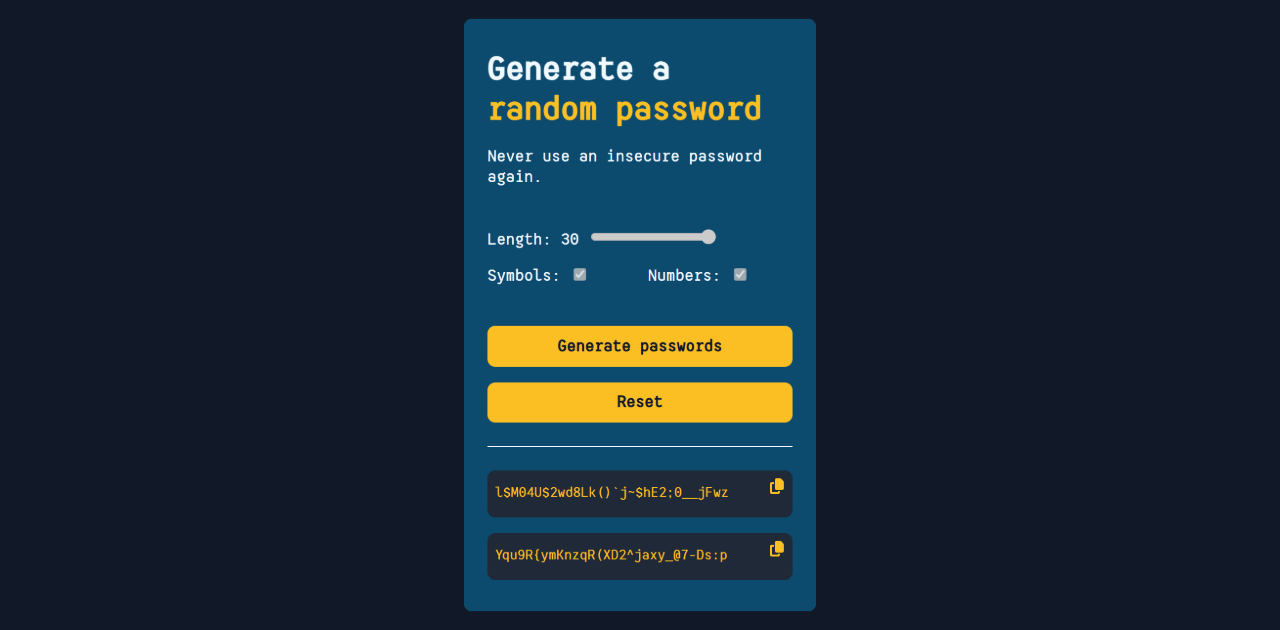 Generate a
random password
Never use an insecure password
again.
Length: 30
Symbols: Numbers:
Generate passwords
Reset
l$M04U$2wd8Lk()`j~$hE2;0__jFwz
Yqu9R{ymKnzqR(XD2^jaxy_@7-Ds:p